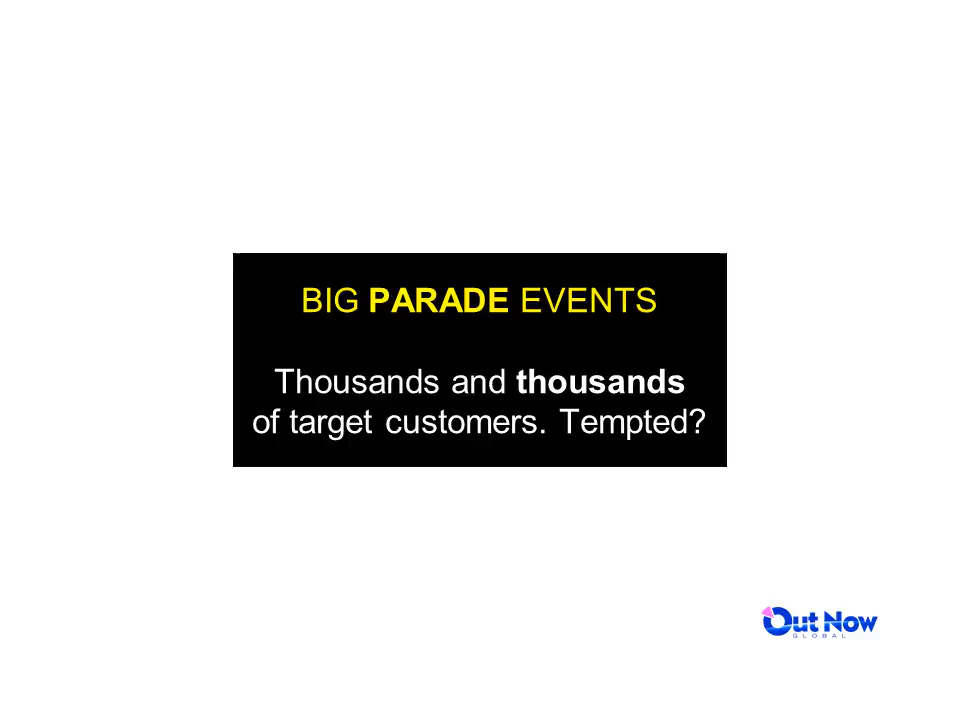 BIG PARADE EVENTS
Thousands and thousands
of target customers. Tempted?
Out Now
GLOBAL